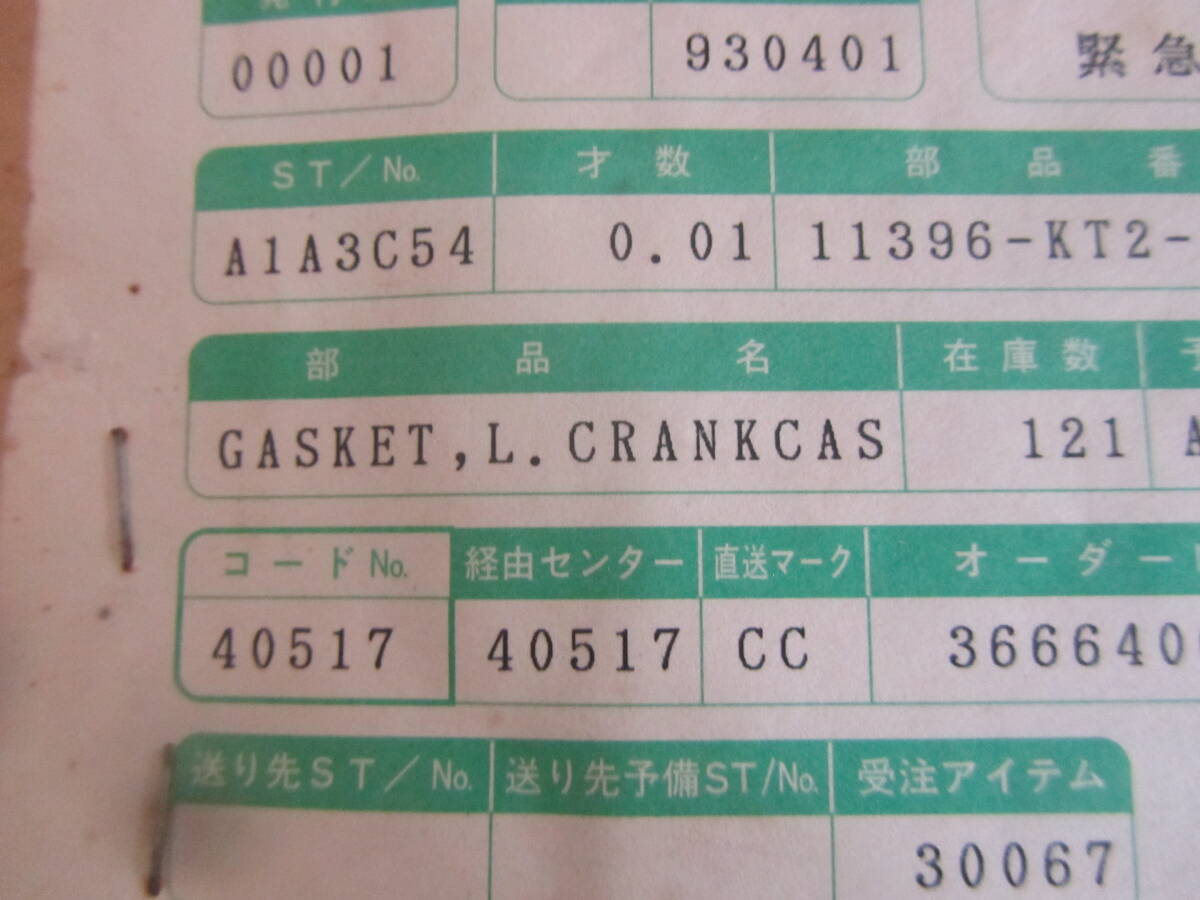 00001 930401 緊急
ST／No. 才数 部品番
A1A3C54 0.01 11396-KT2-
部品名 在庫数
GASKET,L.CRANKCAS 121 A
コードNo. 経由センター 直送マーク オーダー
40517 40517 CC 366640
送り先ST／No. 送り先予備ST/No. 受注アイテム
30067